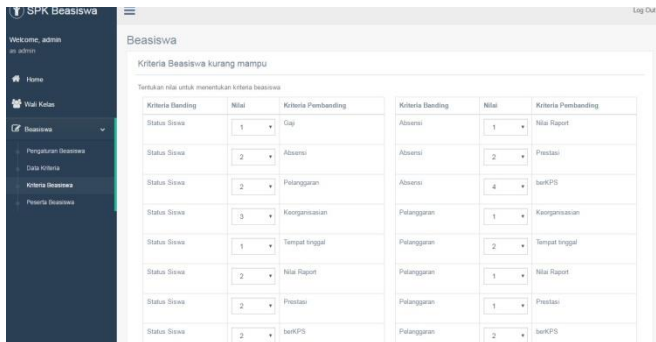 SPK Beasiswa
Log Out
Welcome, admin
as admin
Home
Wali Kelas
Beasiswa
Pengaturan Beasiswa
Data Kriteria
Kriteria Beasiswa
Peserta Beasiswa
Beasiswa
Kriteria Beasiswa kurang mampu
Tentukan nilai untuk menentukan kriteria beasiswa
Kriteria Banding Nilai Kriteria Pembanding Kriteria Banding Nilai Kriteria Pembanding
Status Siswa 1 Gaji Absensi 1 Nilai Raport
Status Siswa 2 Absensi Absensi 2 Prestasi
Status Siswa 2 Pelanggaran Absensi 4 berKPS
Status Siswa 3 Keorganisasian Pelanggaran 1 Keorganisasian
Status Siswa 1 Tempat tinggal Pelanggaran 2 Tempat tinggal
Status Siswa 2 Nilai Raport Pelanggaran 1 Nilai Raport
Status Siswa 2 Prestasi Pelanggaran 1 Prestasi
Status Siswa 2 berKPS Pelanggaran 2 berKPS